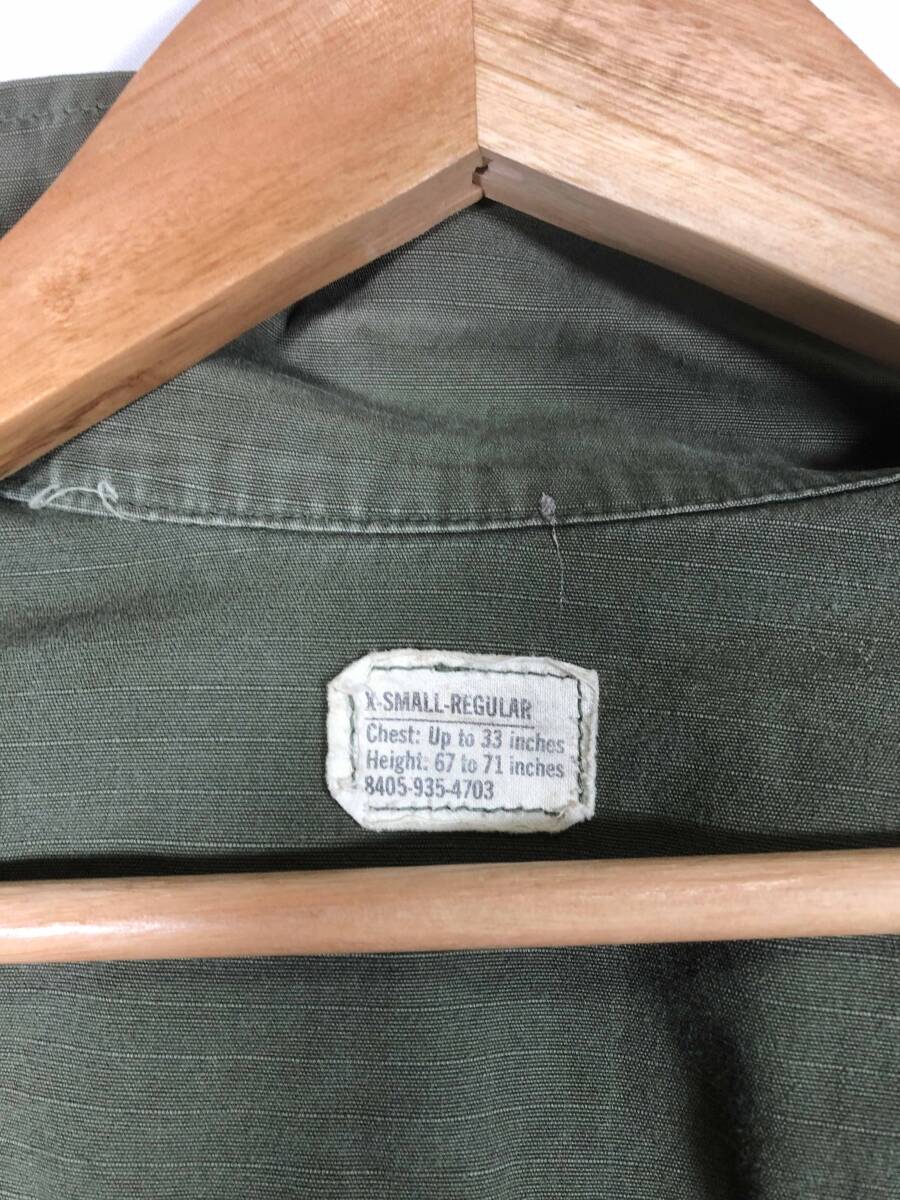 X-SMALL-REGULAR
Chest: Up to 33 inches
Height: 67 to 71 inches
8405-935-4703